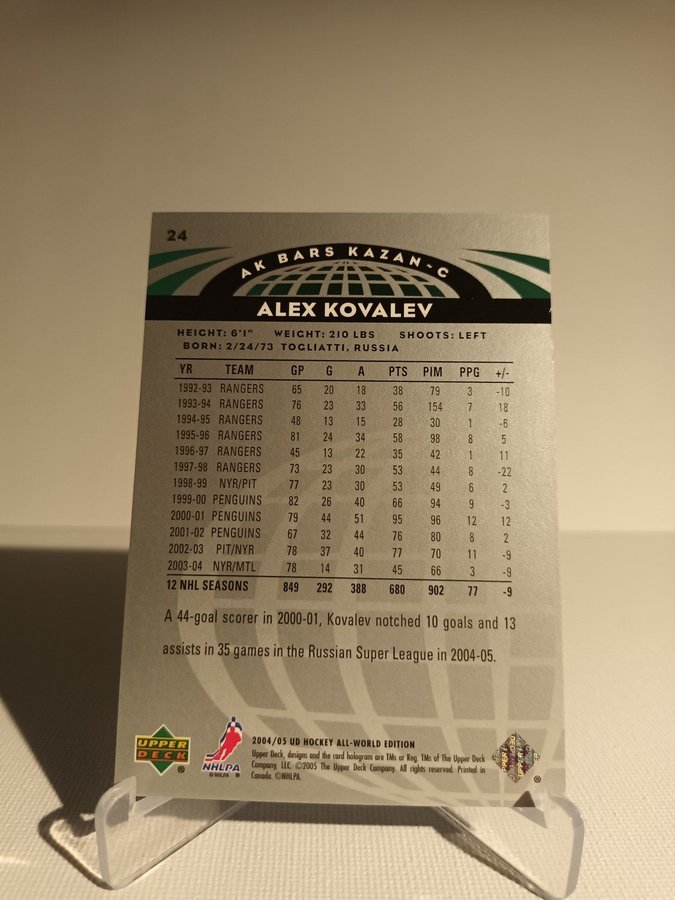 24
AK BARS KAZAN - C
ALEX KOVALEV
HEIGHT: 6'1" WEIGHT: 210 LBS SHOOTS: LEFT
BORN: 2/24/73 TOGLIATTI, RUSSIA
YR TEAM GP G A PTS PIM PPG +/-
1992-93 RANGERS 65 20 18 38 79 3 -10
1993-94 RANGERS 76 23 33 56 154 7 18
1994-95 RANGERS 48 13 15 28 30 1 -6
1995-96 RANGERS 81 24 34 58 98 8 5
1996-97 RANGERS 45 13 22 35 42 1 11
1997-98 RANGERS 73 23 30 53 44 8 -22
1998-99 NYR/PIT 77 23 30 53 49 6 2
1999-00 PENGUINS 82 26 40 66 94 9 -3
2000-01 PENGUINS 79 44 51 95 96 12 12
2001-02 PENGUINS 67 32 44 76 80 8 2
2002-03 PIT/NYR 78 37 40 77 70 11 -9
2003-04 NYR/MTL 78 14 31 45 66 3 -9
12 NHL SEASONS 849 292 388 680 902 77 -9
A 44-goal scorer in 2000-01, Kovalev notched 10 goals and 13
assists in 35 games in the Russian Super League in 2004-05.
UPPER
DECK
®
NHLPA
® NHLPA
2004/05 UD HOCKEY ALL-WORLD EDITION
Upper Deck, designs and the card hologram are TMs or Reg. TMs of The Upper Deck
Company, LLC. ©2005 The Upper Deck Company. All rights reserved. Printed in
Canada. ©NHLPA.
®